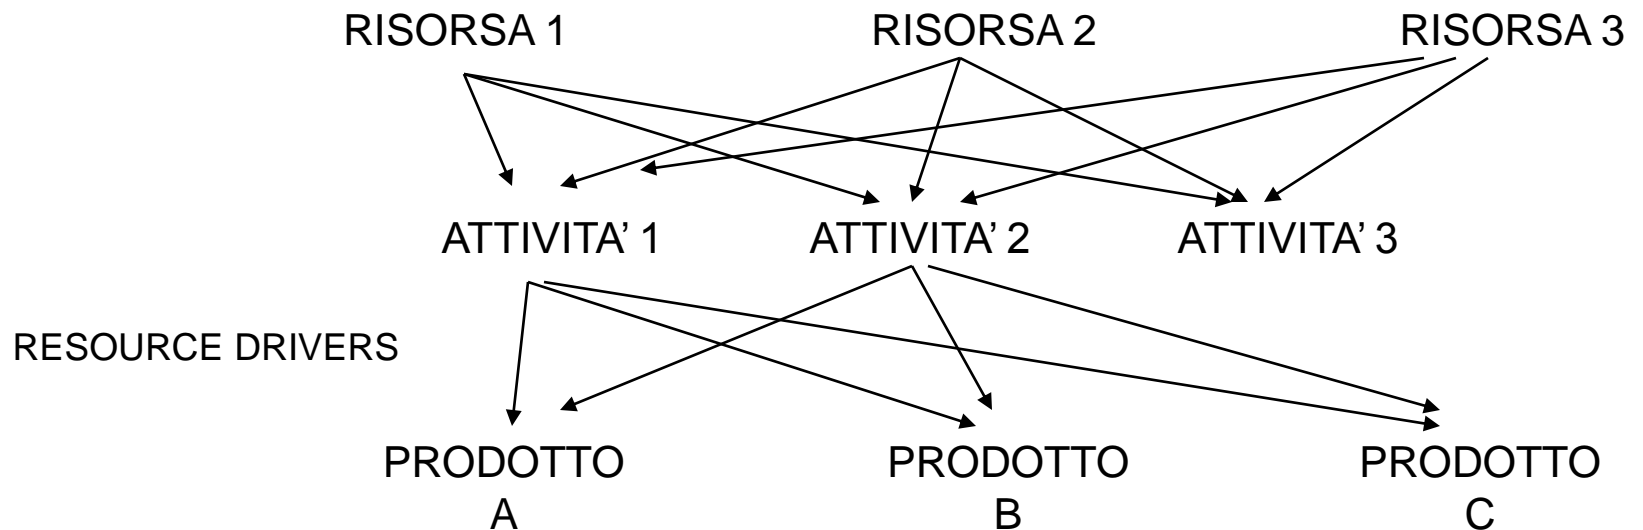 RISORSA 1 RISORSA 2 RISORSA 3
ATTIVITA’ 1 ATTIVITA’ 2 ATTIVITA’ 3
RESOURCE DRIVERS
PRODOTTO PRODOTTO PRODOTTO
A B C